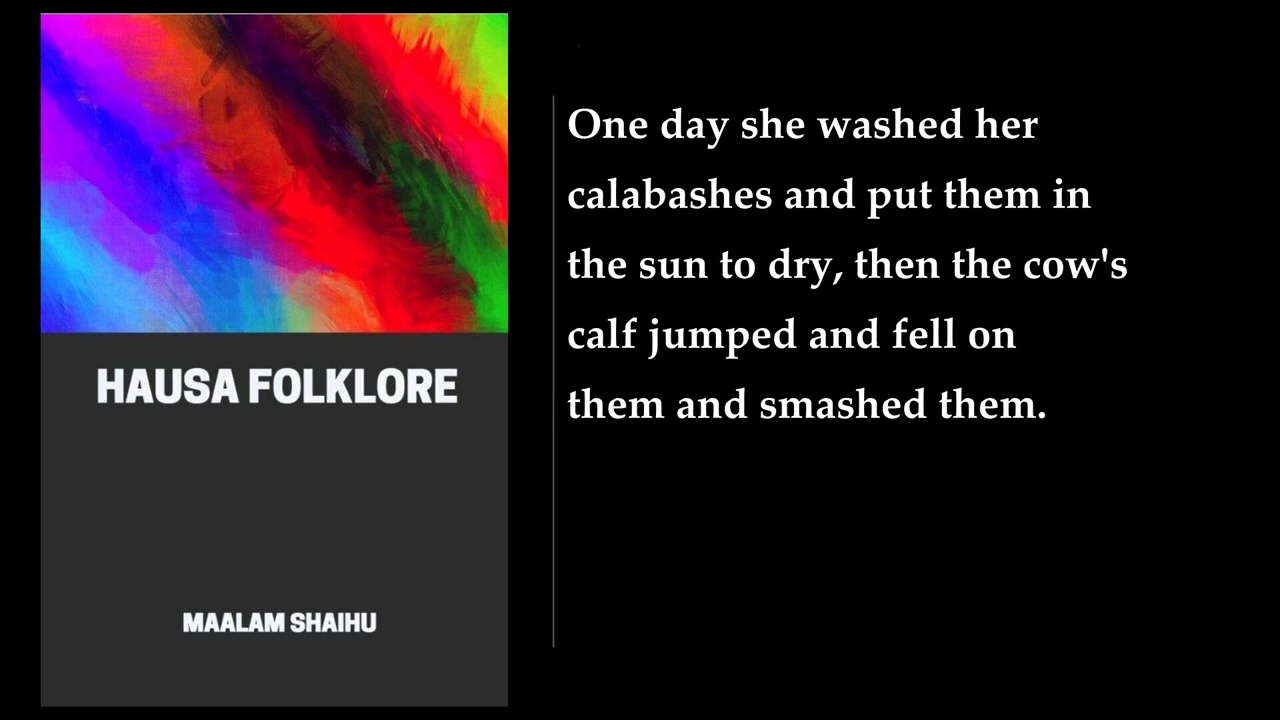 HAUSA FOLKLORE
MAALAM SHAIHU
One day she washed her
calabashes and put them in
the sun to dry, then the cow's
calf jumped and fell on
them and smashed them.